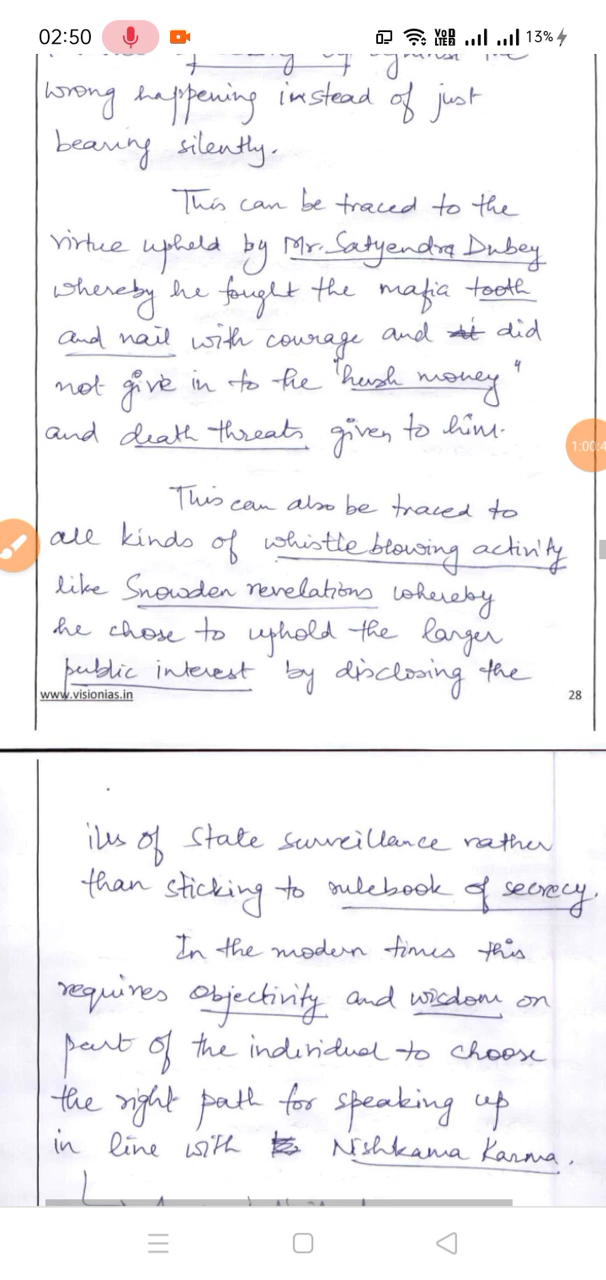 02:50
VoD LTE2 13%
the
wrong happening instead of just
bearing silently.
This can be traced to the
virtue upheld by Mr. Satyendra Dubey
whereby he fought the mafia tooth
and nail with courage and did
not give in to the "hush money"
and death threats given to him.
1:00:4
This can also be traced to
all kinds of whistle blowing activity
like Snowden revelations whereby
he chose to uphold the larger
public interest by disclosing the
www.visionias.in
28
ills of State surveillance rather
than sticking to rulebook of secrecy.
In the modern times this
requires objectivity and wisdom on
part of the individual to choose
the right path for speaking up
in line with Nishkama Karma.